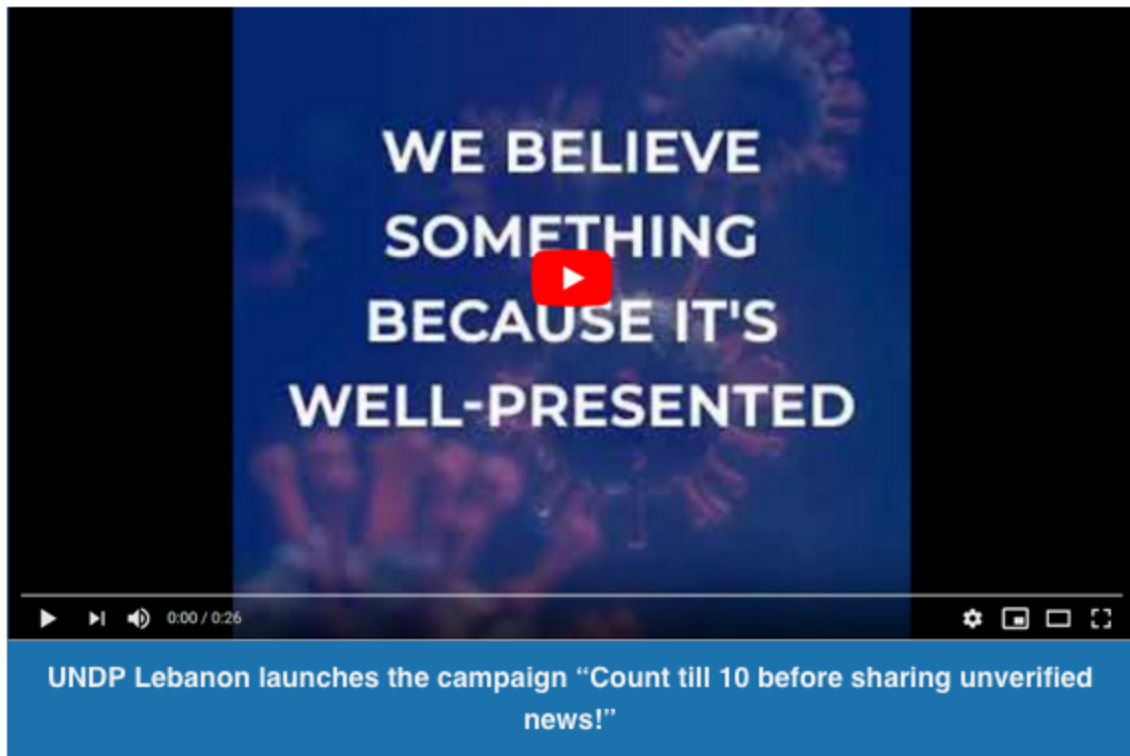 WE BELIEVE
SOMETHING
BECAUSE IT'S
WELL-PRESENTED
0:00 / 0:26
UNDP Lebanon launches the campaign “Count till 10 before sharing unverified
news!”